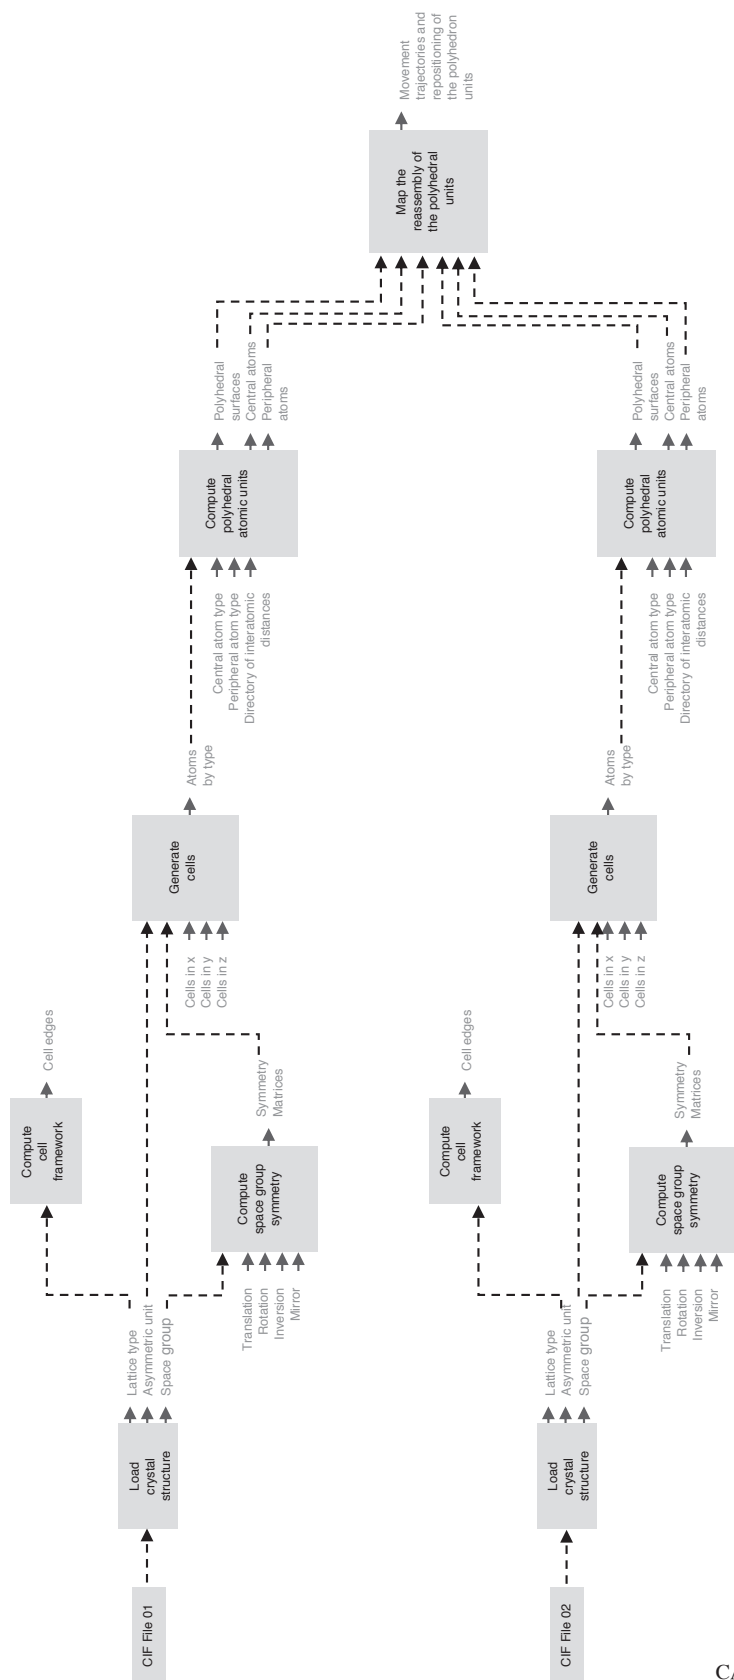 CIF File 01
Load
crystal
structure
Lattice type
Asymmetric unit
Space group
Compute
cell
framework
Cell edges
Translation
Rotation
Inversion
Mirror
Compute
space group
symmetry
Symmetry
Matrices
Cells in x
Cells in y
Cells in z
Generate
cells
Atoms
by type
Central atom type
Peripheral atom type
Directory of interatomic
distances
Compute
polyhedral
atomic units
Polyhedral
surfaces
Central atoms
Peripheral
atoms
CIF File 02
Load
crystal
structure
Lattice type
Asymmetric unit
Space group
Compute
cell
framework
Cell edges
Translation
Rotation
Inversion
Mirror
Compute
space group
symmetry
Symmetry
Matrices
Cells in x
Cells in y
Cells in z
Generate
cells
Atoms
by type
Central atom type
Peripheral atom type
Directory of interatomic
distances
Compute
polyhedral
atomic units
Polyhedral
surfaces
Central atoms
Peripheral
atoms
Map the
reassembly of
the polyhedral
units
Movement
trajectories and
repositioning of
the polyhedron
units